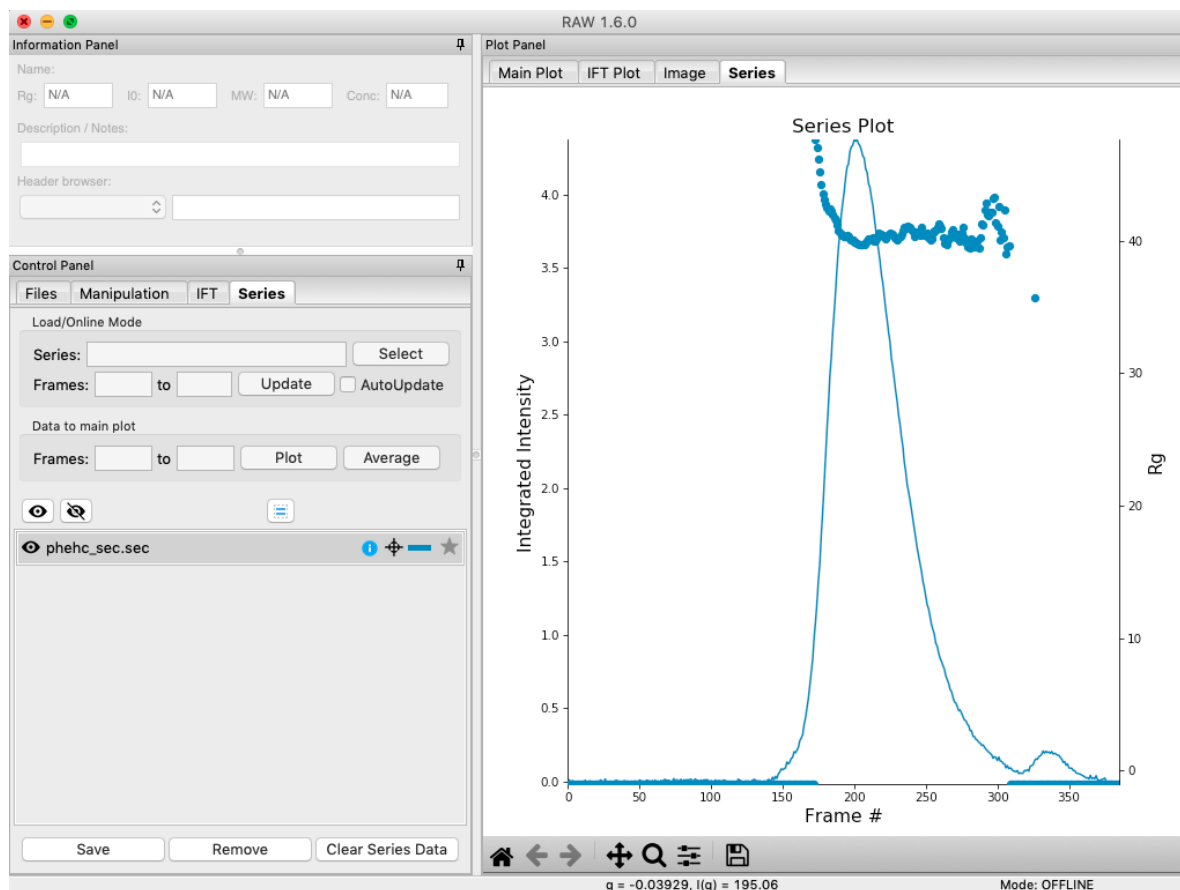 RAW 1.6.0
Information Panel
Name:
Rg: N/A I0: N/A MW: N/A Conc: N/A
Description / Notes:
Header browser:
Control Panel
Files Manipulation IFT Series
Load/Online Mode
Series: Select
Frames: to Update AutoUpdate
Data to main plot
Frames: to Plot Average
phehc_sec.sec
Save Remove Clear Series Data
Plot Panel
Main Plot IFT Plot Image Series
Series Plot
Integrated Intensity
4.0
3.5
3.0
2.5
2.0
1.5
1.0
0.5
0.0
0 50 100 150 200 250 300 350
Frame #
40
30
20
10
0
Rg
q = -0.03929, I(q) = 195.06
Mode: OFFLINE